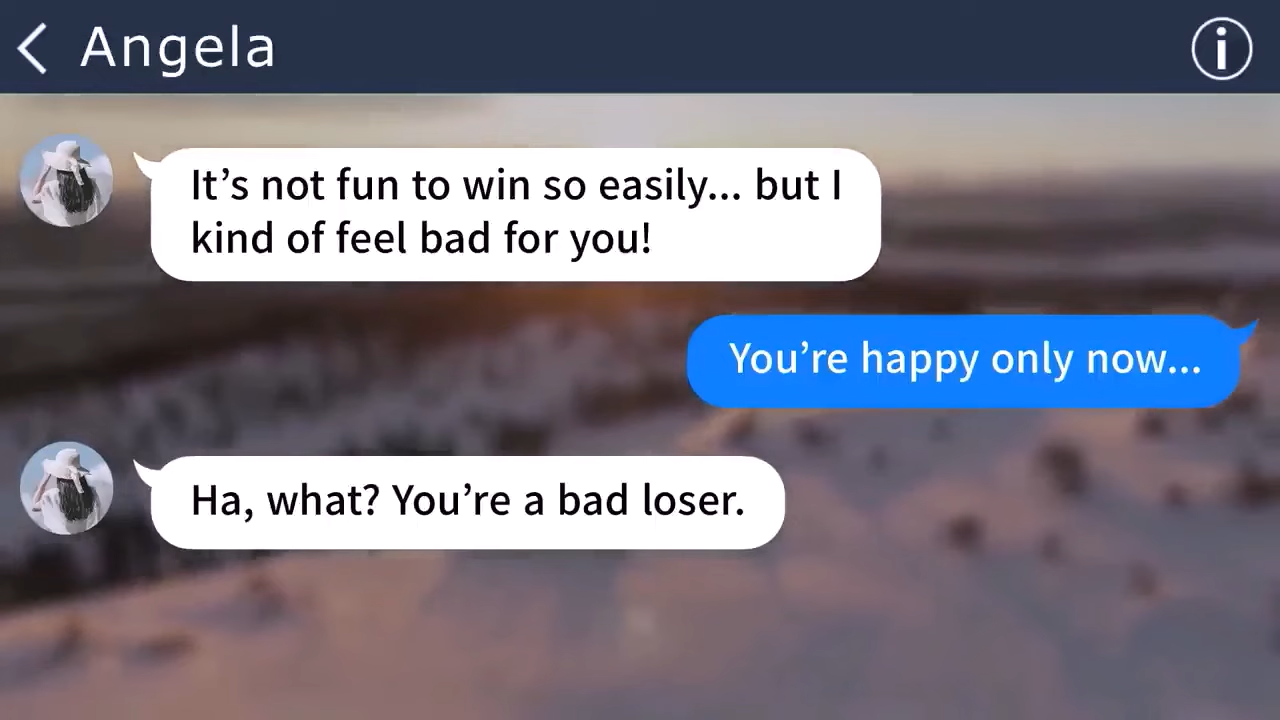 Angela
It’s not fun to win so easily... but I
kind of feel bad for you!
You’re happy only now...
Ha, what? You’re a bad loser.